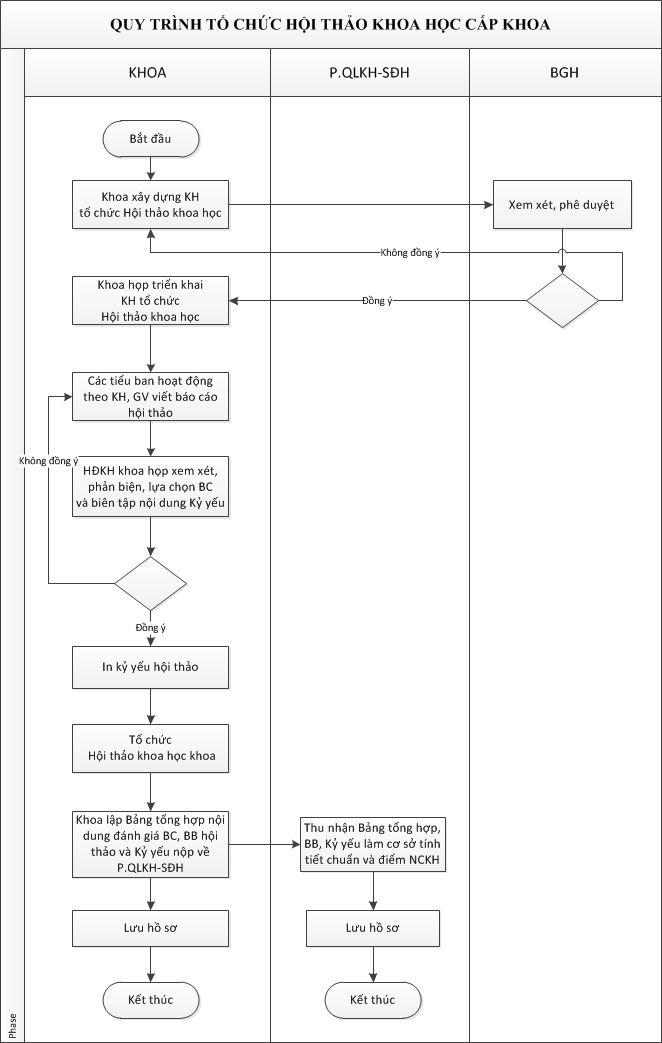 QUY TRÌNH TỔ CHỨC HỘI THẢO KHOA HỌC CẤP KHOA
KHOA
P.QLKH-SĐH
BGH
Bắt đầu
Khoa xây dựng KH
tổ chức Hội thảo khoa học
Xem xét, phê duyệt
Không đồng ý
Khoa họp triển khai
KH tổ chức
Hội thảo khoa học
Đồng ý
Các tiểu ban hoạt động
theo KH, GV viết báo cáo
hội thảo
Không đồng ý
HĐKH khoa họp xem xét,
phản biện, lựa chọn BC
và biên tập nội dung Kỷ yếu
Đồng ý
In kỷ yếu hội thảo
Tổ chức
Hội thảo khoa học khoa
Khoa lập Bảng tổng hợp nội
dung đánh giá BC, BB hội
thảo và Kỷ yếu nộp về
P.QLKH-SĐH
Thu nhận Bảng tổng hợp,
BB, Kỷ yếu làm cơ sở tính
tiết chuẩn và điểm NCKH
Lưu hồ sơ
Lưu hồ sơ
Kết thúc
Kết thúc
Phase